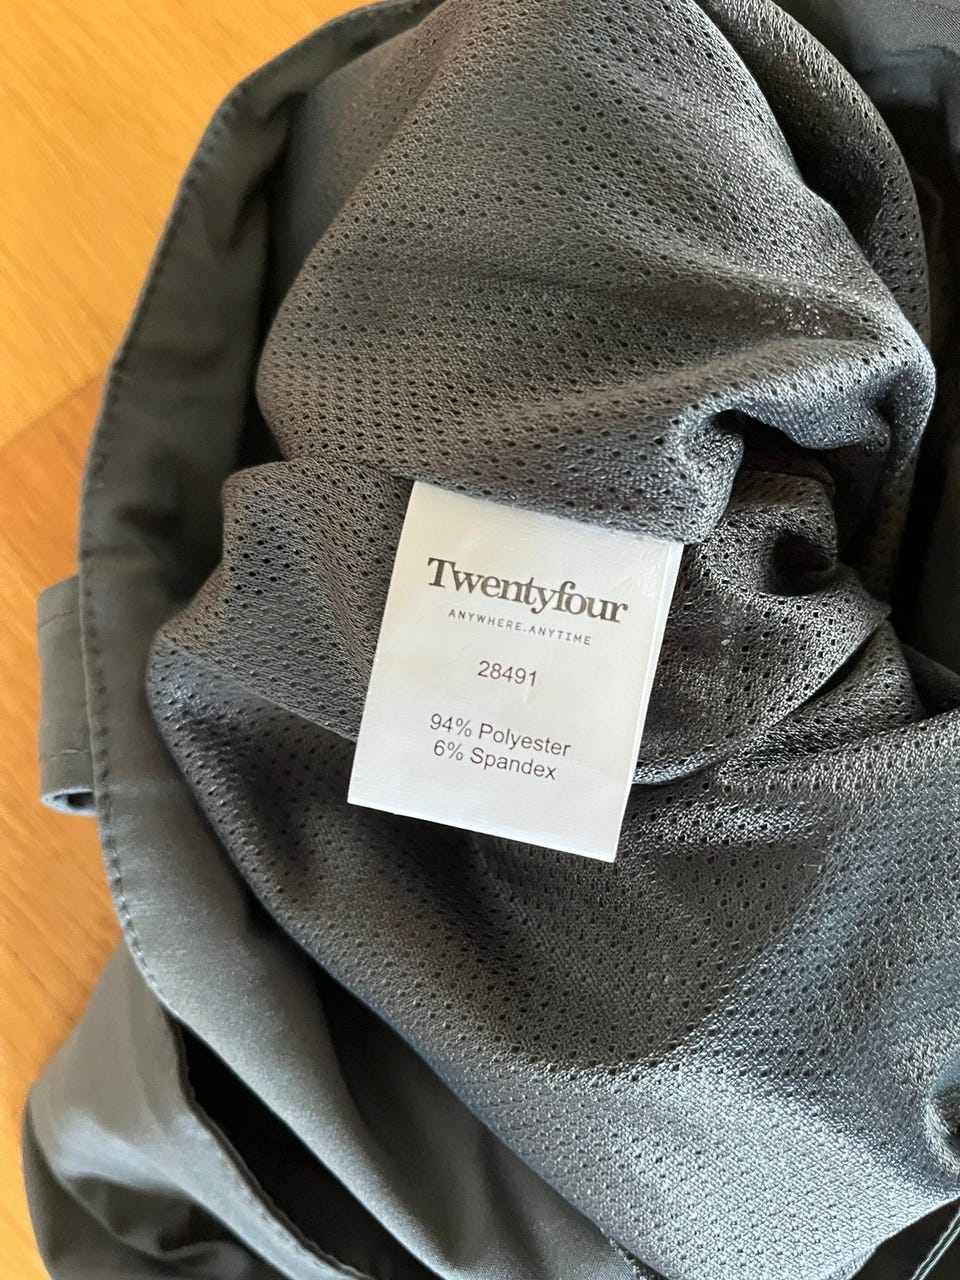 Twentyfour
ANYWHERE.ANYTIME
28491
94% Polyester
6% Spandex